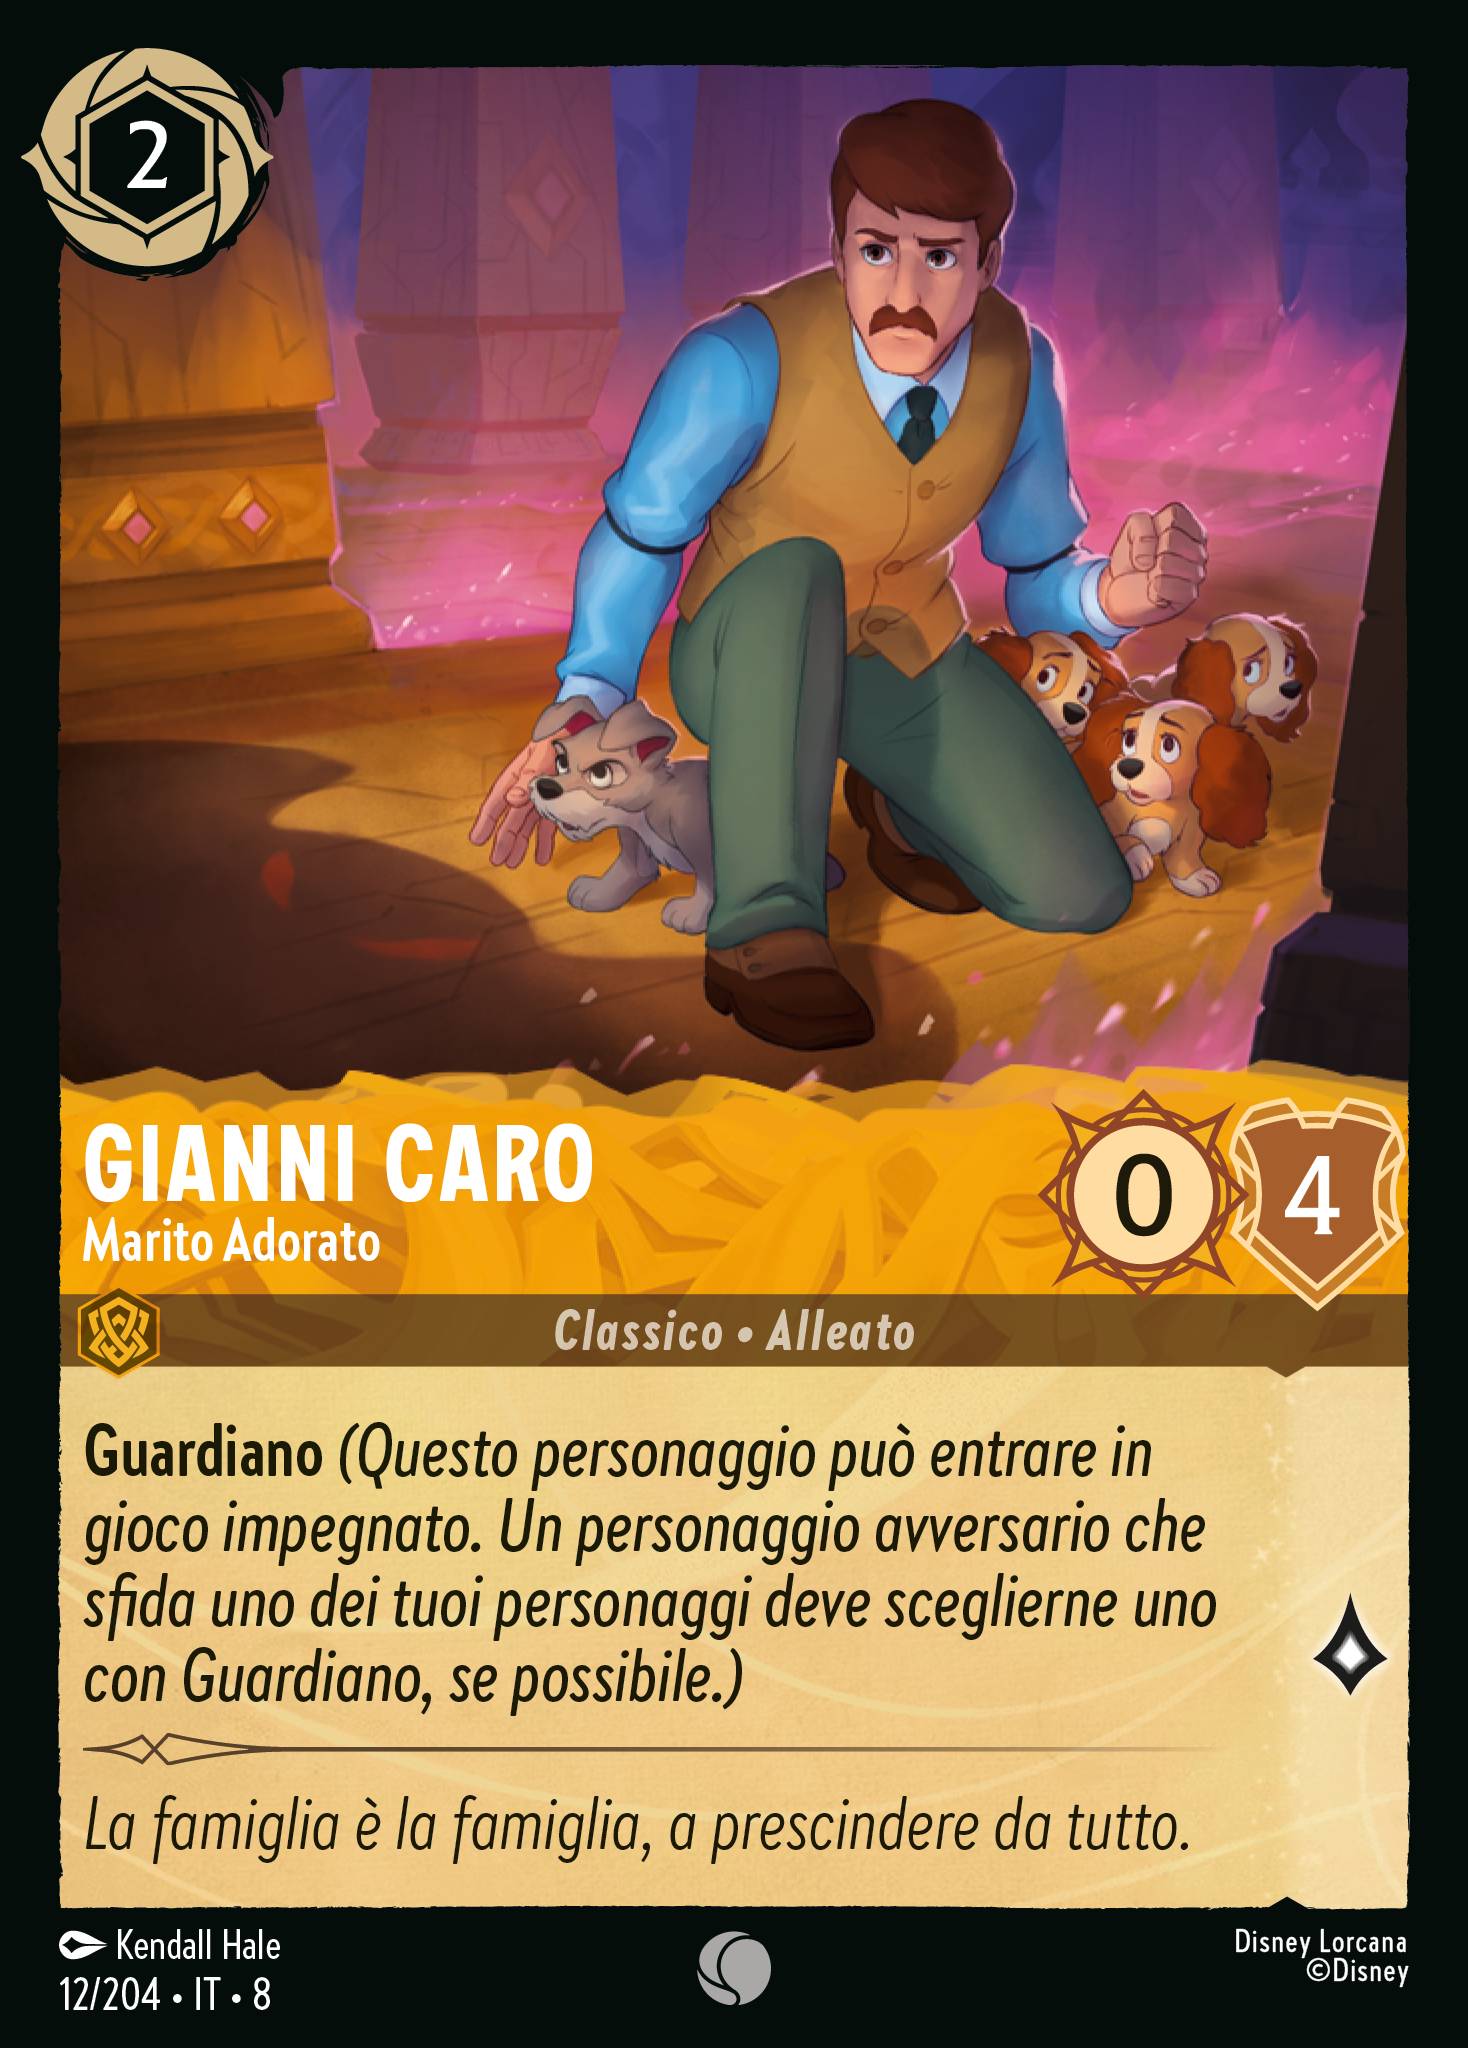 2
GIANNI CARO
Marito Adorato
0
4
Classico • Alleato
Guardiano (Questo personaggio può entrare in
gioco impegnato. Un personaggio avversario che
sfida uno dei tuoi personaggi deve sceglierne uno
con Guardiano, se possibile.)
La famiglia è la famiglia, a prescindere da tutto.
Kendall Hale
12/204 • IT • 8
Disney Lorcana
©Disney